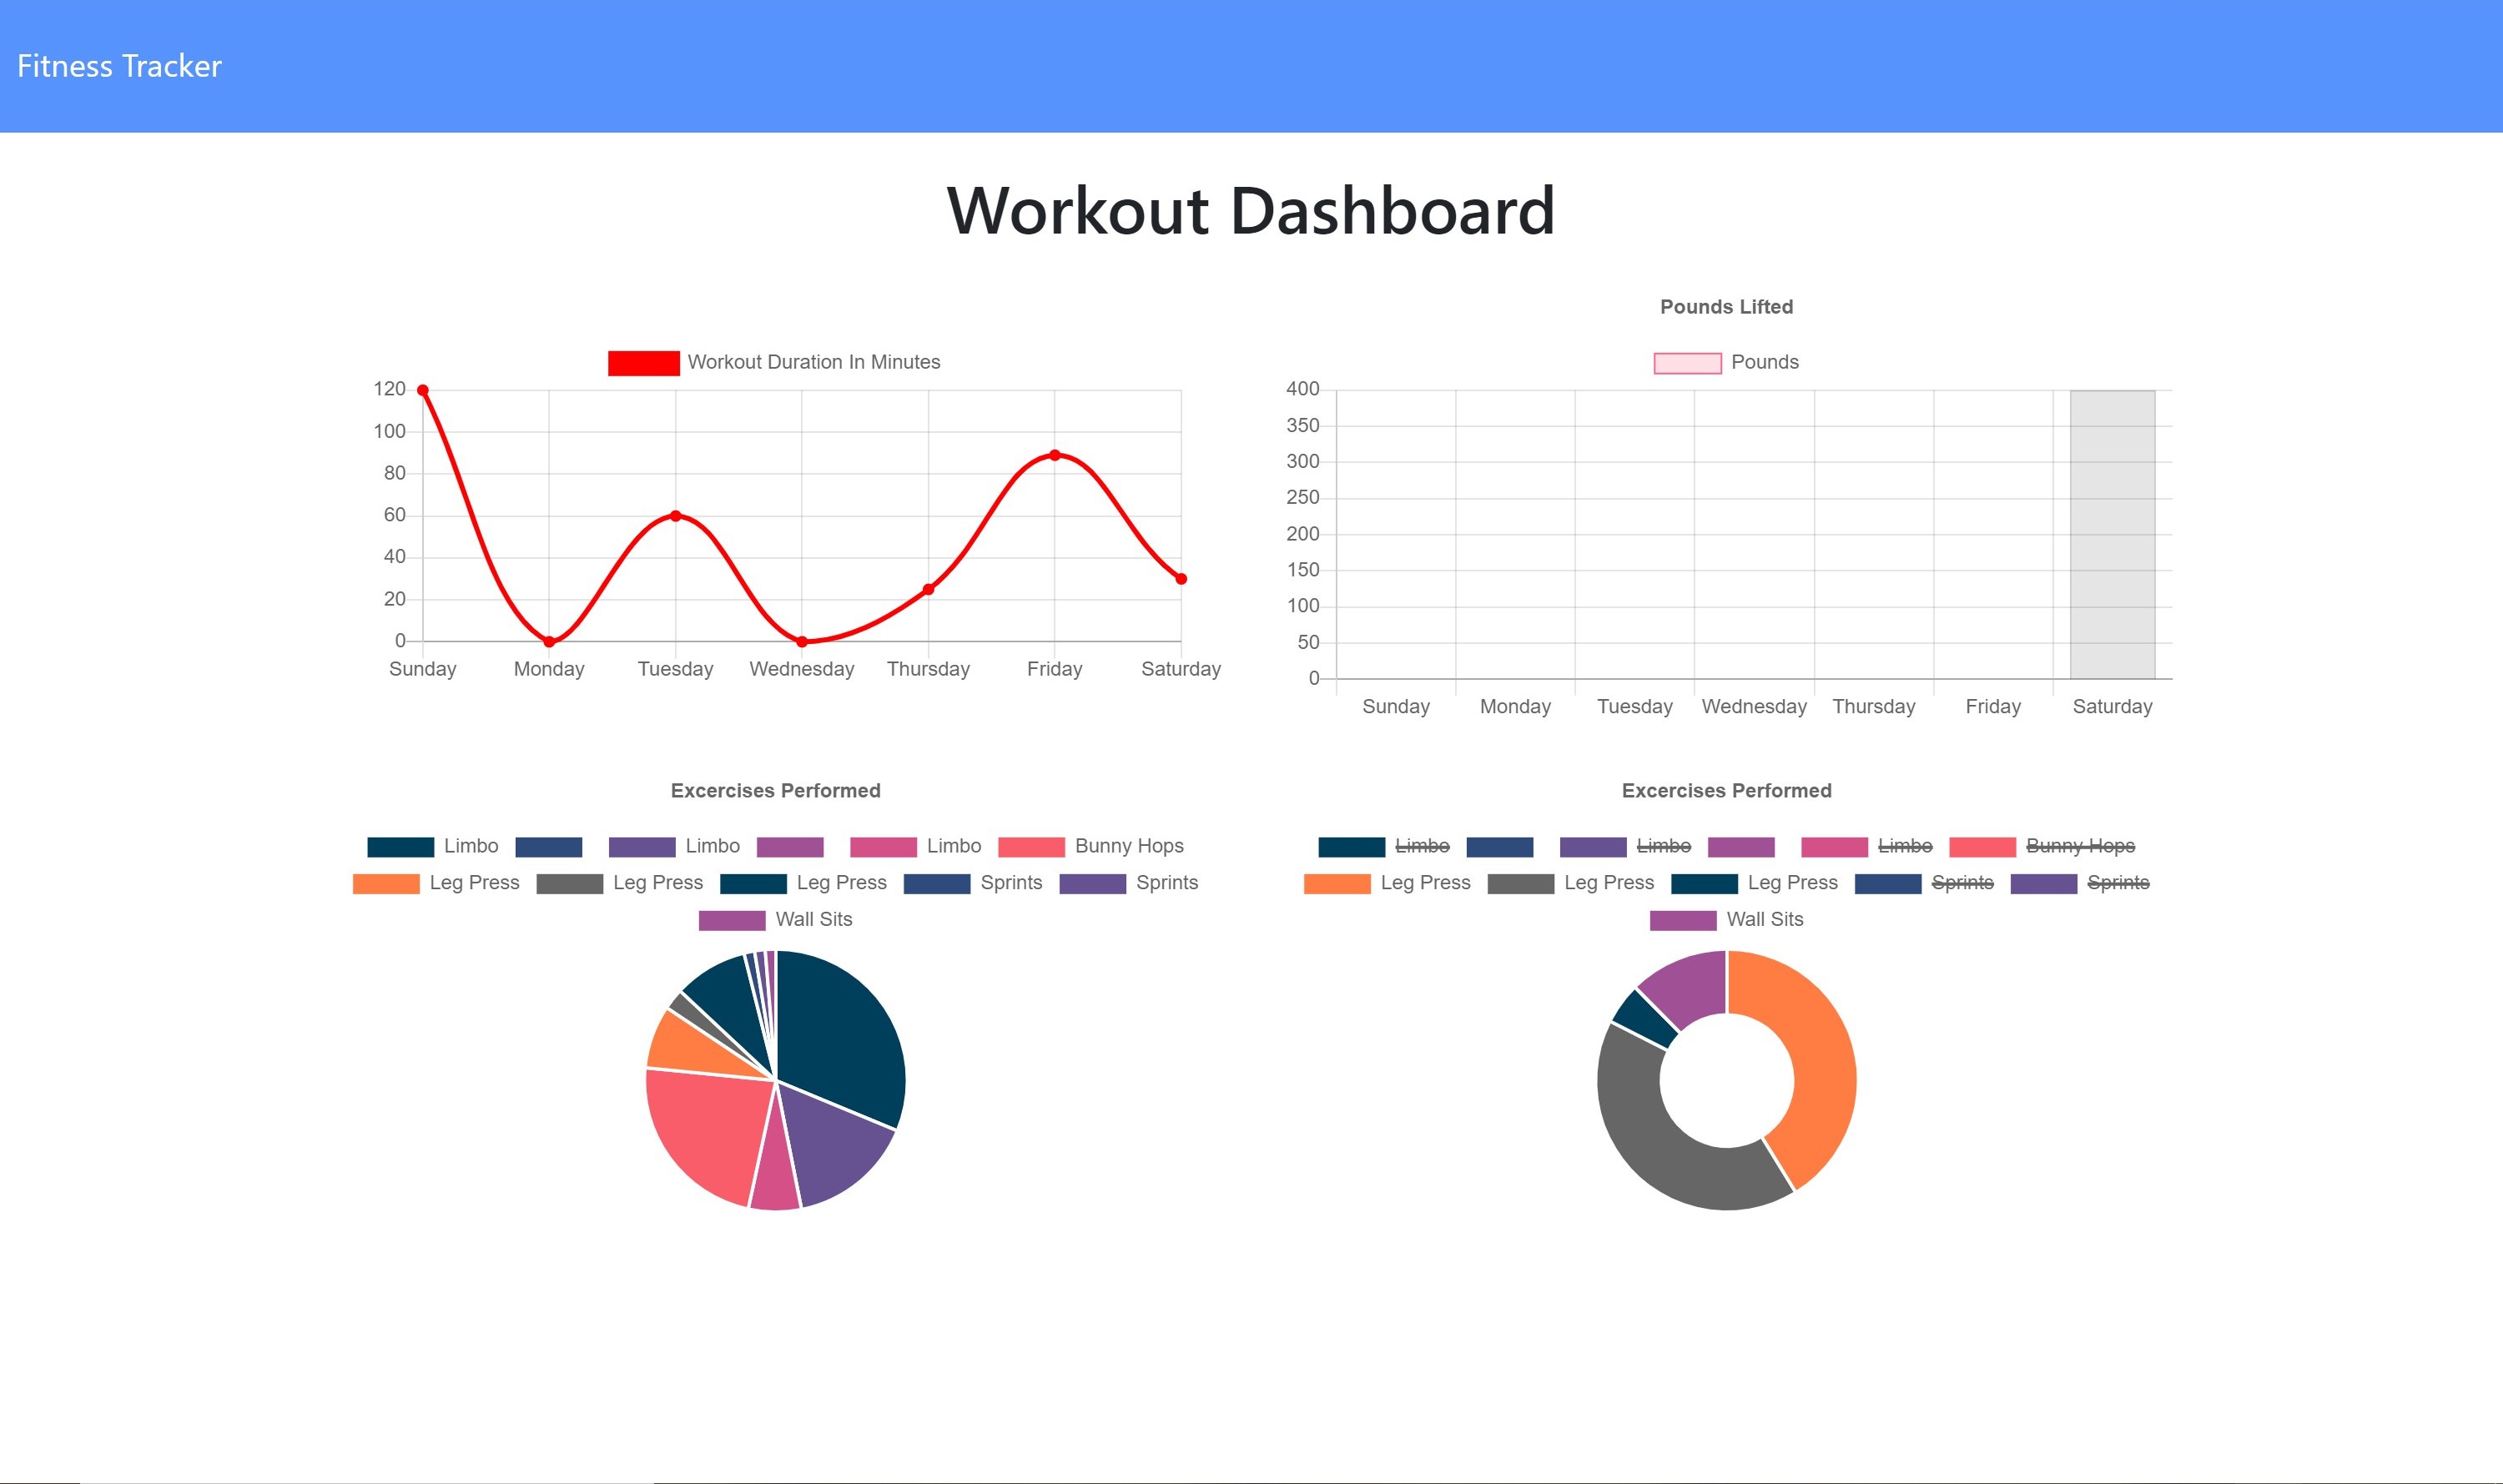 Fitness Tracker
Workout Dashboard
Workout Duration In Minutes
120
100
80
60
40
20
0
Sunday Monday Tuesday Wednesday Thursday Friday Saturday
Pounds Lifted
Pounds
400
350
300
250
200
150
100
50
0
Sunday Monday Tuesday Wednesday Thursday Friday Saturday
Excercises Performed
Limbo Limbo Limbo Bunny Hops
Leg Press Leg Press Leg Press Sprints Sprints
Wall Sits
Excercises Performed
Limbo Limbo Limbo Bunny Hops
Leg Press Leg Press Leg Press Sprints Sprints
Wall Sits